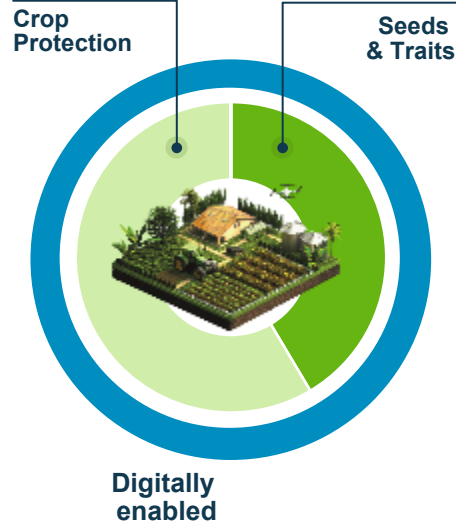 Crop
Protection
Seeds
& Traits
Digitally
enabled